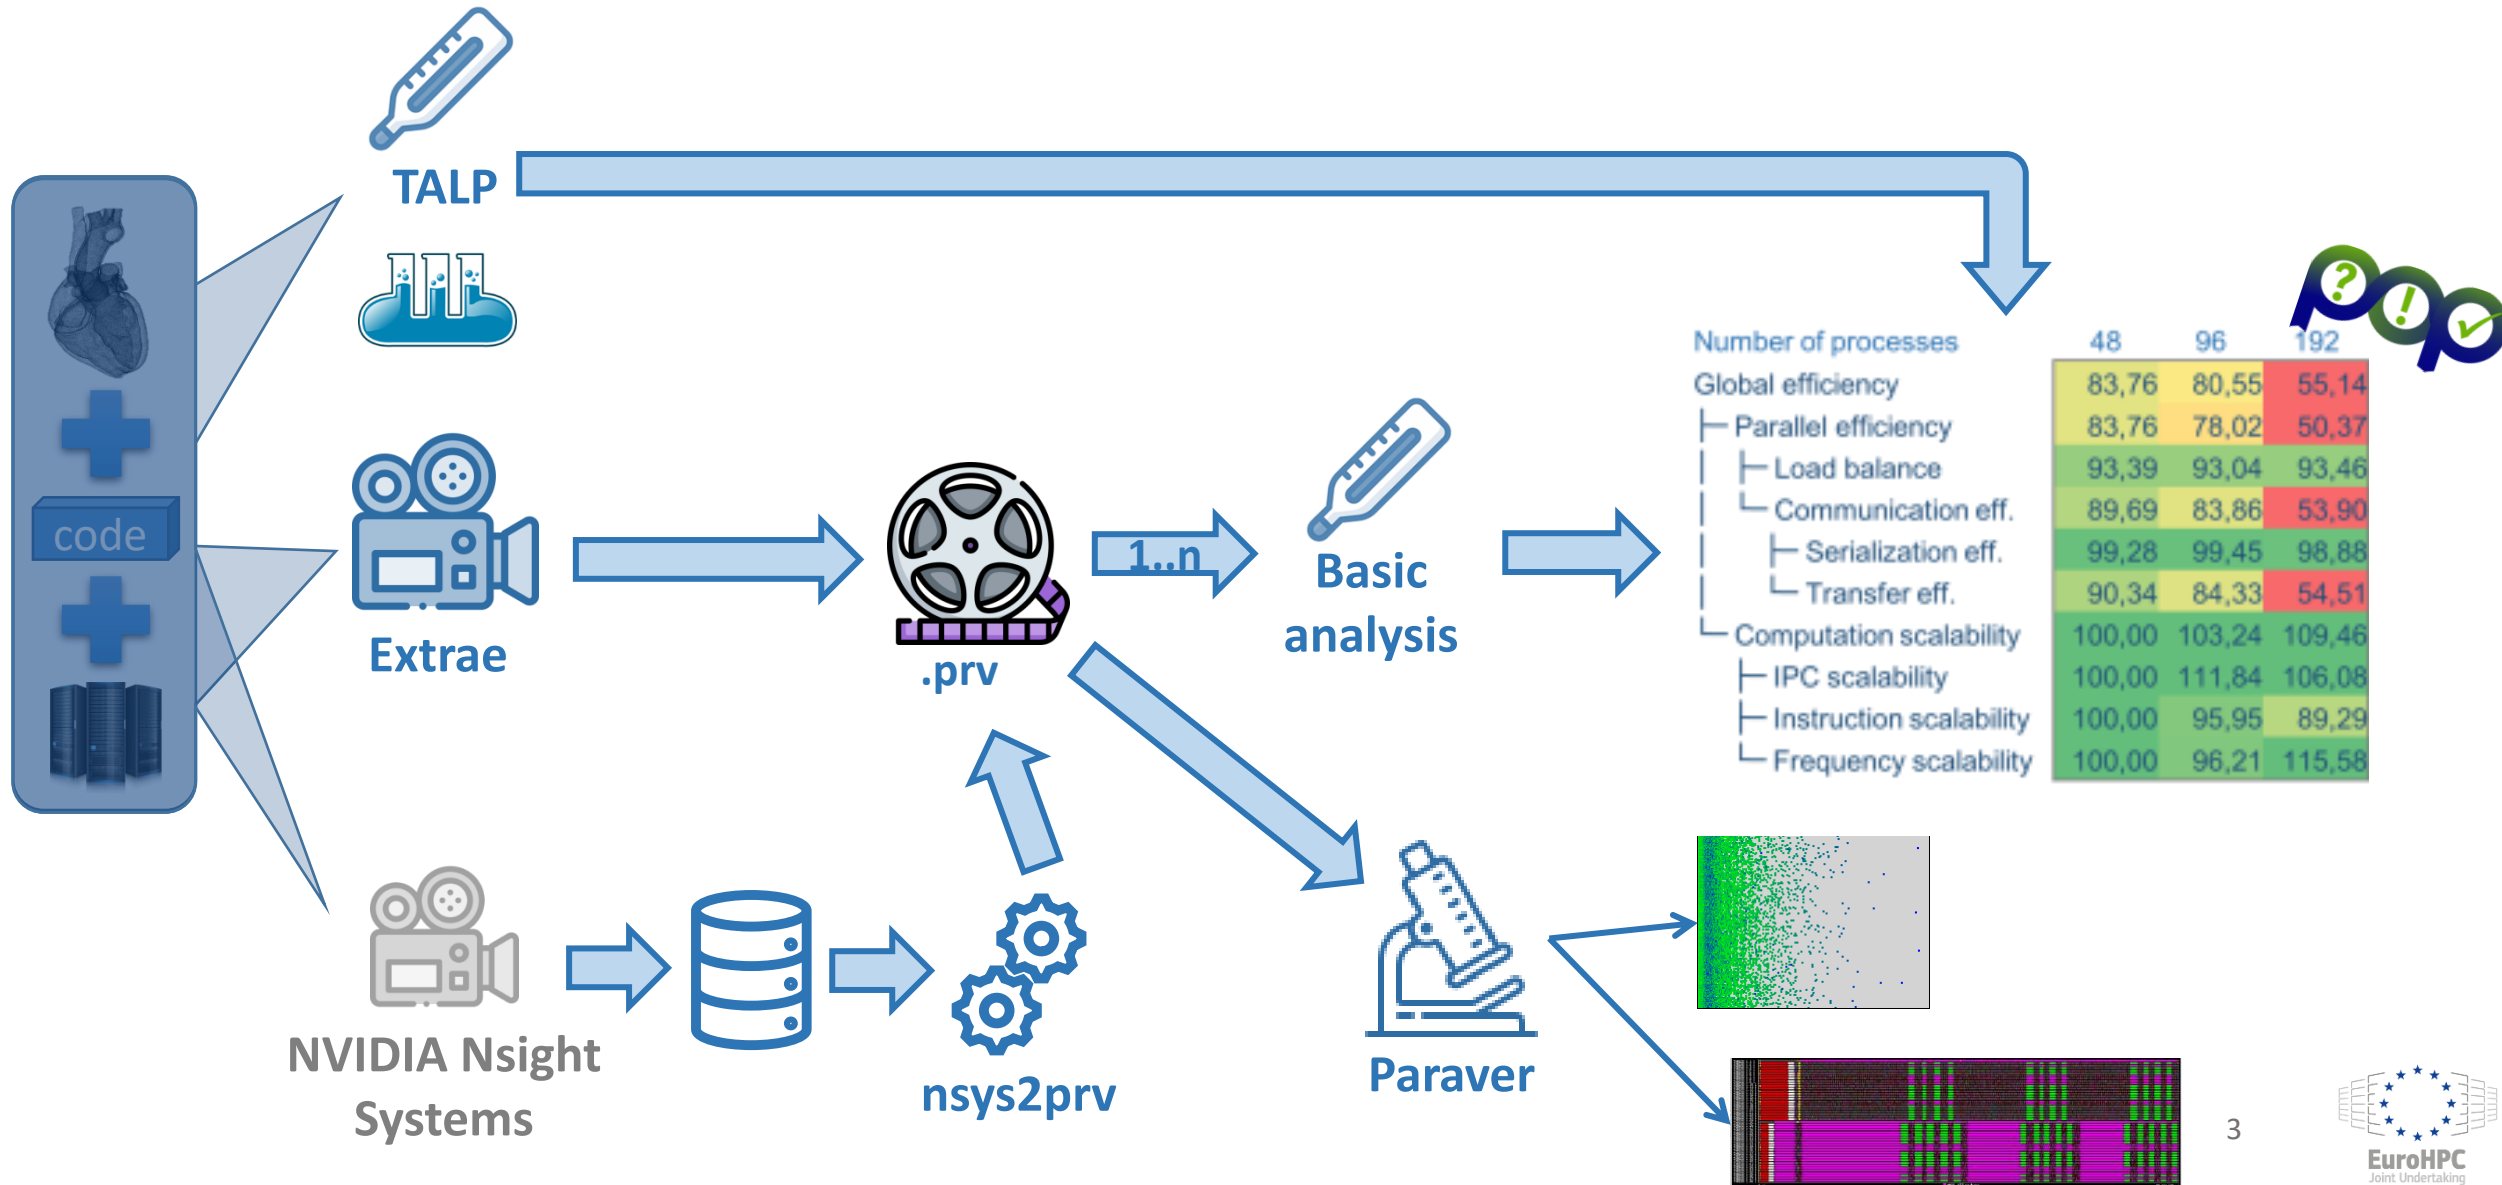 TALP
code
Extrae
.prv
1..n
Basic
analysis
NVIDIA Nsight
Systems
nsys2prv
Paraver
pop
Number of processes 48 96 192
Global efficiency 83,76 80,55 55,14
Parallel efficiency 83,76 78,02 50,37
Load balance 93,39 93,04 93,46
Communication eff. 89,69 83,86 53,90
Serialization eff. 99,28 99,45 98,88
Transfer eff. 90,34 84,33 54,51
Computation scalability 100,00 103,24 109,46
IPC scalability 100,00 111,84 106,08
Instruction scalability 100,00 95,95 89,29
Frequency scalability 100,00 96,21 115,58
3
EuroHPC
Joint Undertaking